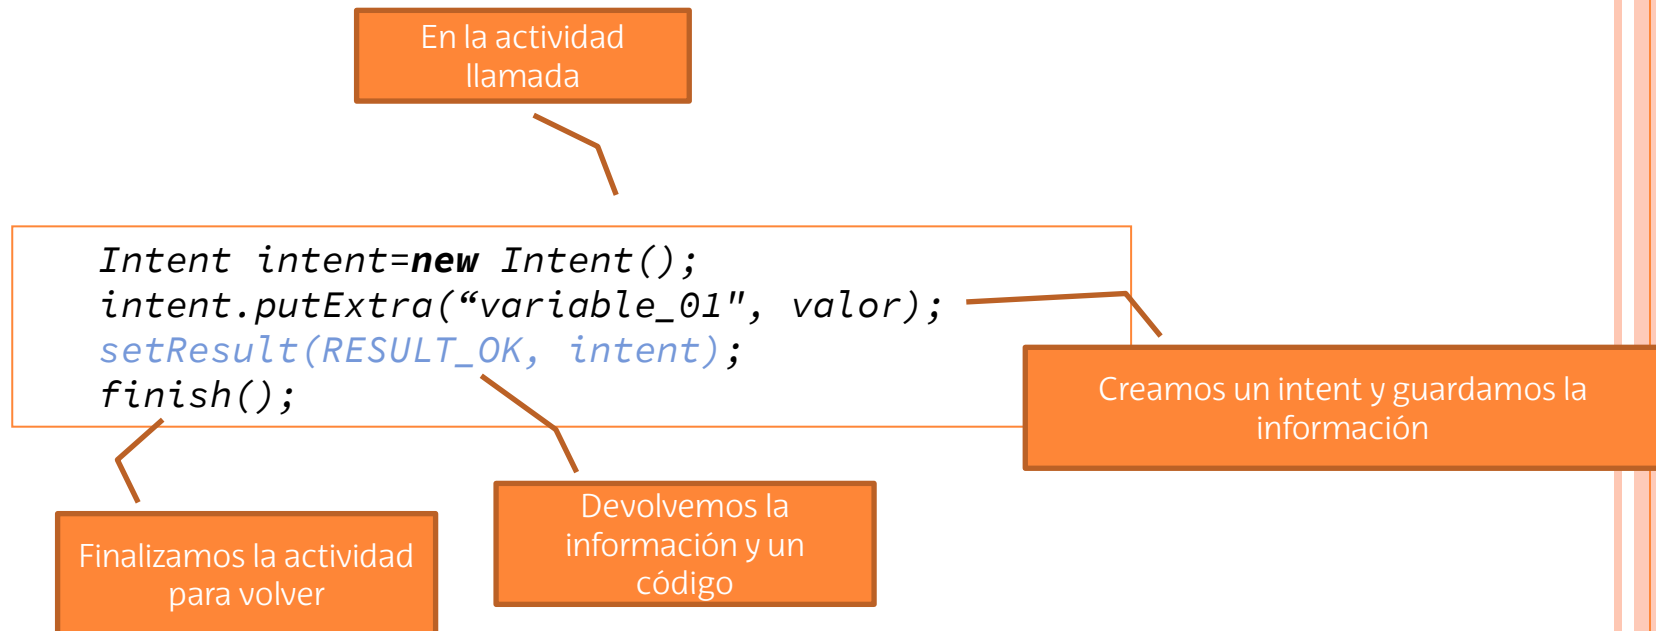 En la actividad
llamada
Intent intent=new Intent();
intent.putExtra(“variable_01", valor);
setResult(RESULT_OK, intent);
finish();
Creamos un intent y guardamos la
información
Devolvemos la
información y un
código
Finalizamos la actividad
para volver